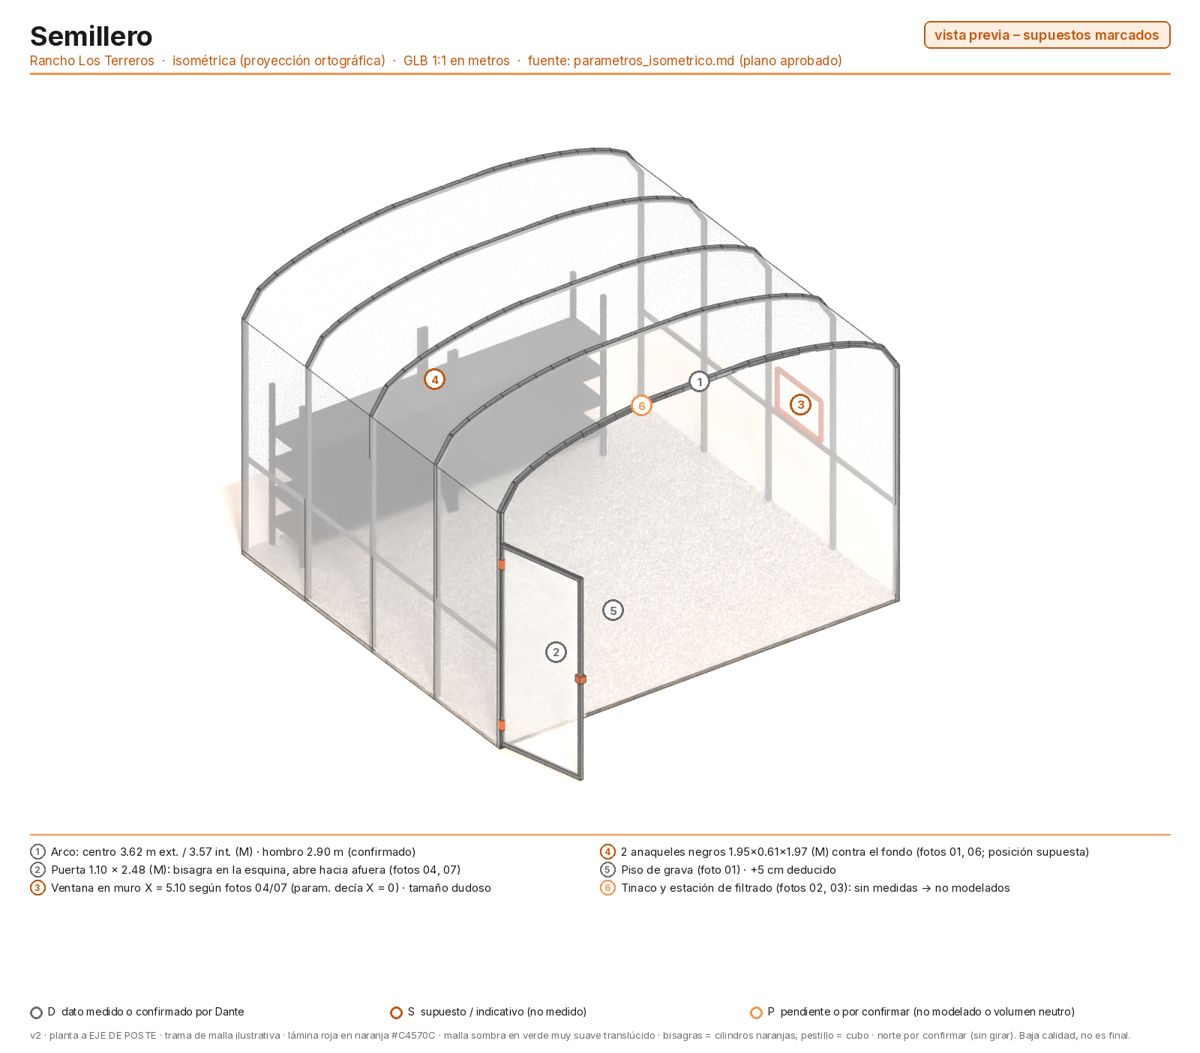 Semillero
vista previa – supuestos marcados
Rancho Los Terreros · isométrica (proyección ortográfica) · GLB 1:1 en metros · fuente: parametros_isometrico.md (plano aprobado)
1
4
6
3
5
2
1 Arco: centro 3.62 m ext. / 3.57 int. (M) · hombro 2.90 m (confirmado)
2 Puerta 1.10 × 2.48 (M): bisagra en la esquina, abre hacia afuera (fotos 04, 07)
3 Ventana en muro X = 5.10 según fotos 04/07 (param. decía X = 0) · tamaño dudoso
4 2 anaqueles negros 1.95×0.61×1.97 (M) contra el fondo (fotos 01, 06; posición supuesta)
5 Piso de grava (foto 01) · +5 cm deducido
6 Tinaco y estación de filtrado (fotos 02, 03): sin medidas → no modelados
D dato medido o confirmado por Dante
S supuesto / indicativo (no medido)
P pendiente o por confirmar (no modelado o volumen neutro)
v2 · planta a EJE DE POSTE · trama de malla ilustrativa · lámina roja en naranja #C4570C · malla sombra en verde muy suave translúcido · bisagras = cilindros naranjas, pestillo = cubo · norte por confirmar (sin girar). Baja calidad, no es final.